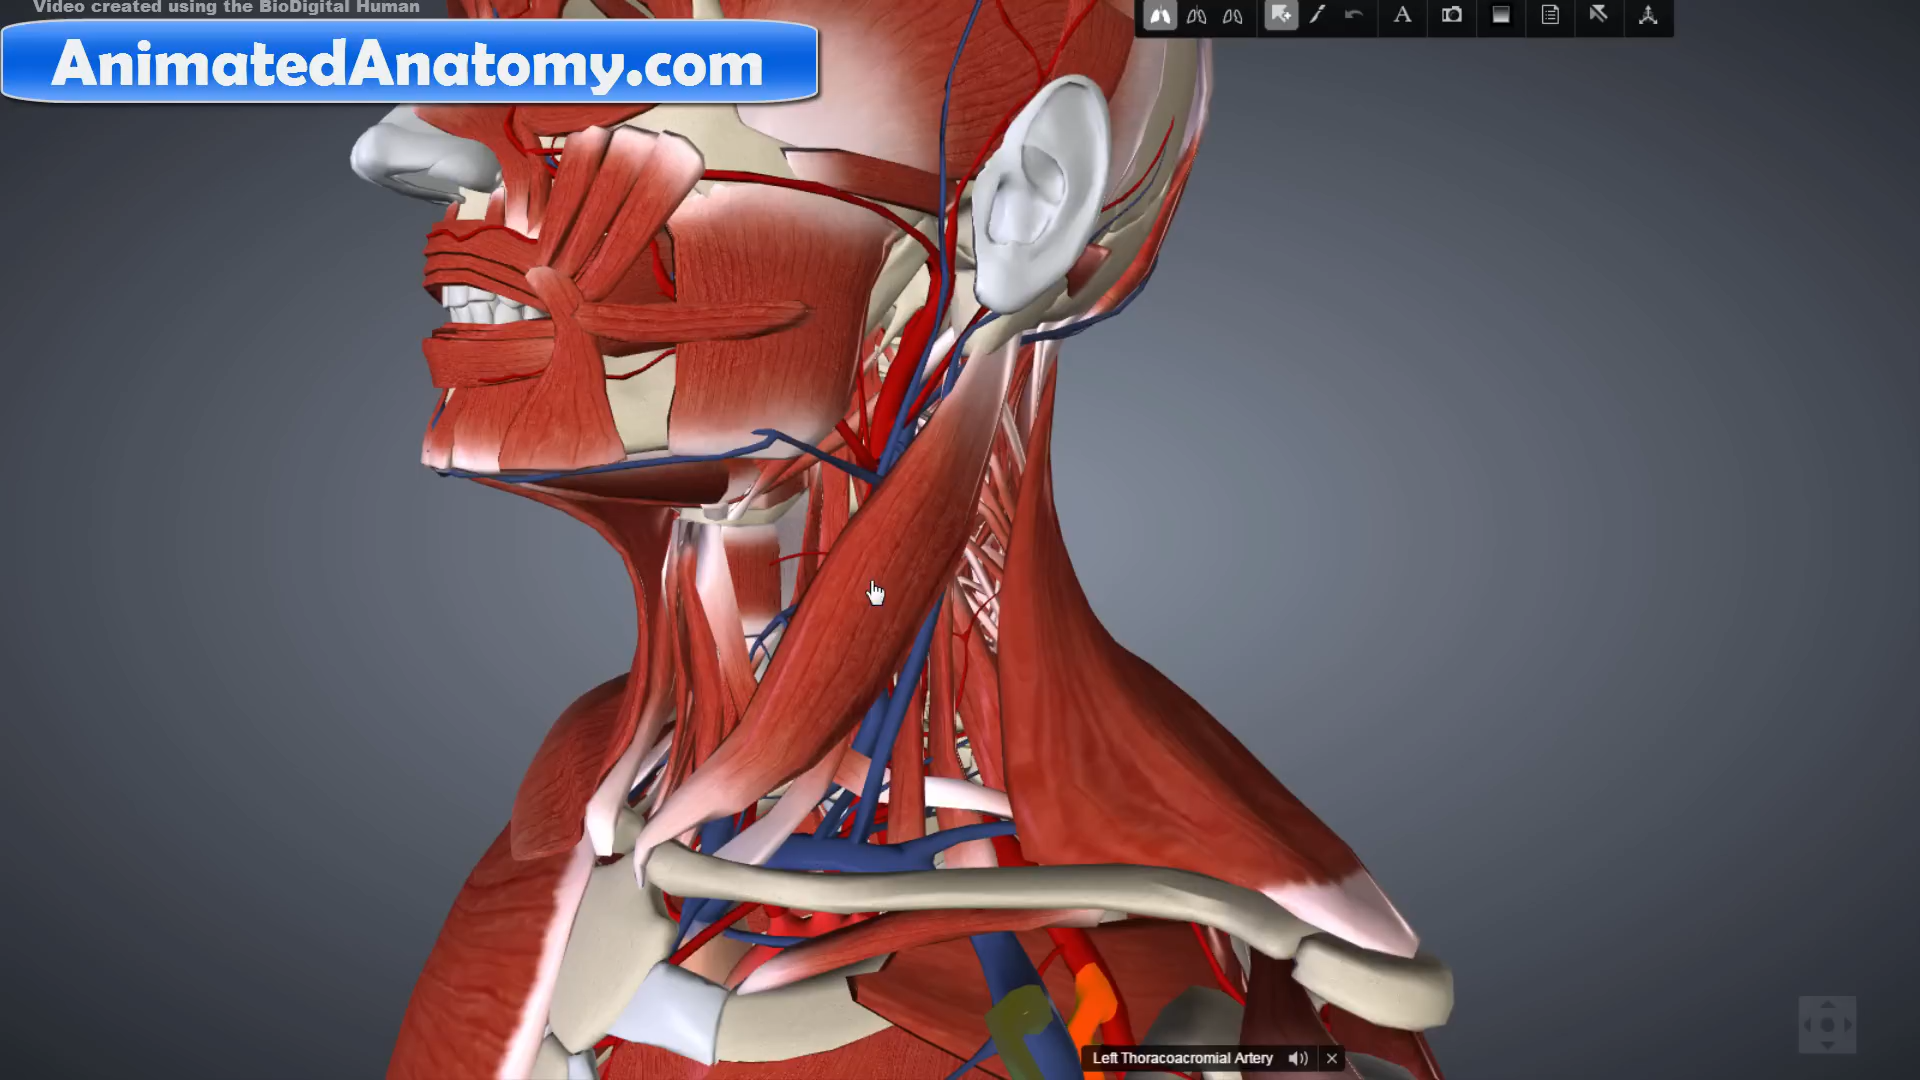 Video created using the BioDigital Human
AnimatedAnatomy.com
A
Left Thoracoacromial Artery